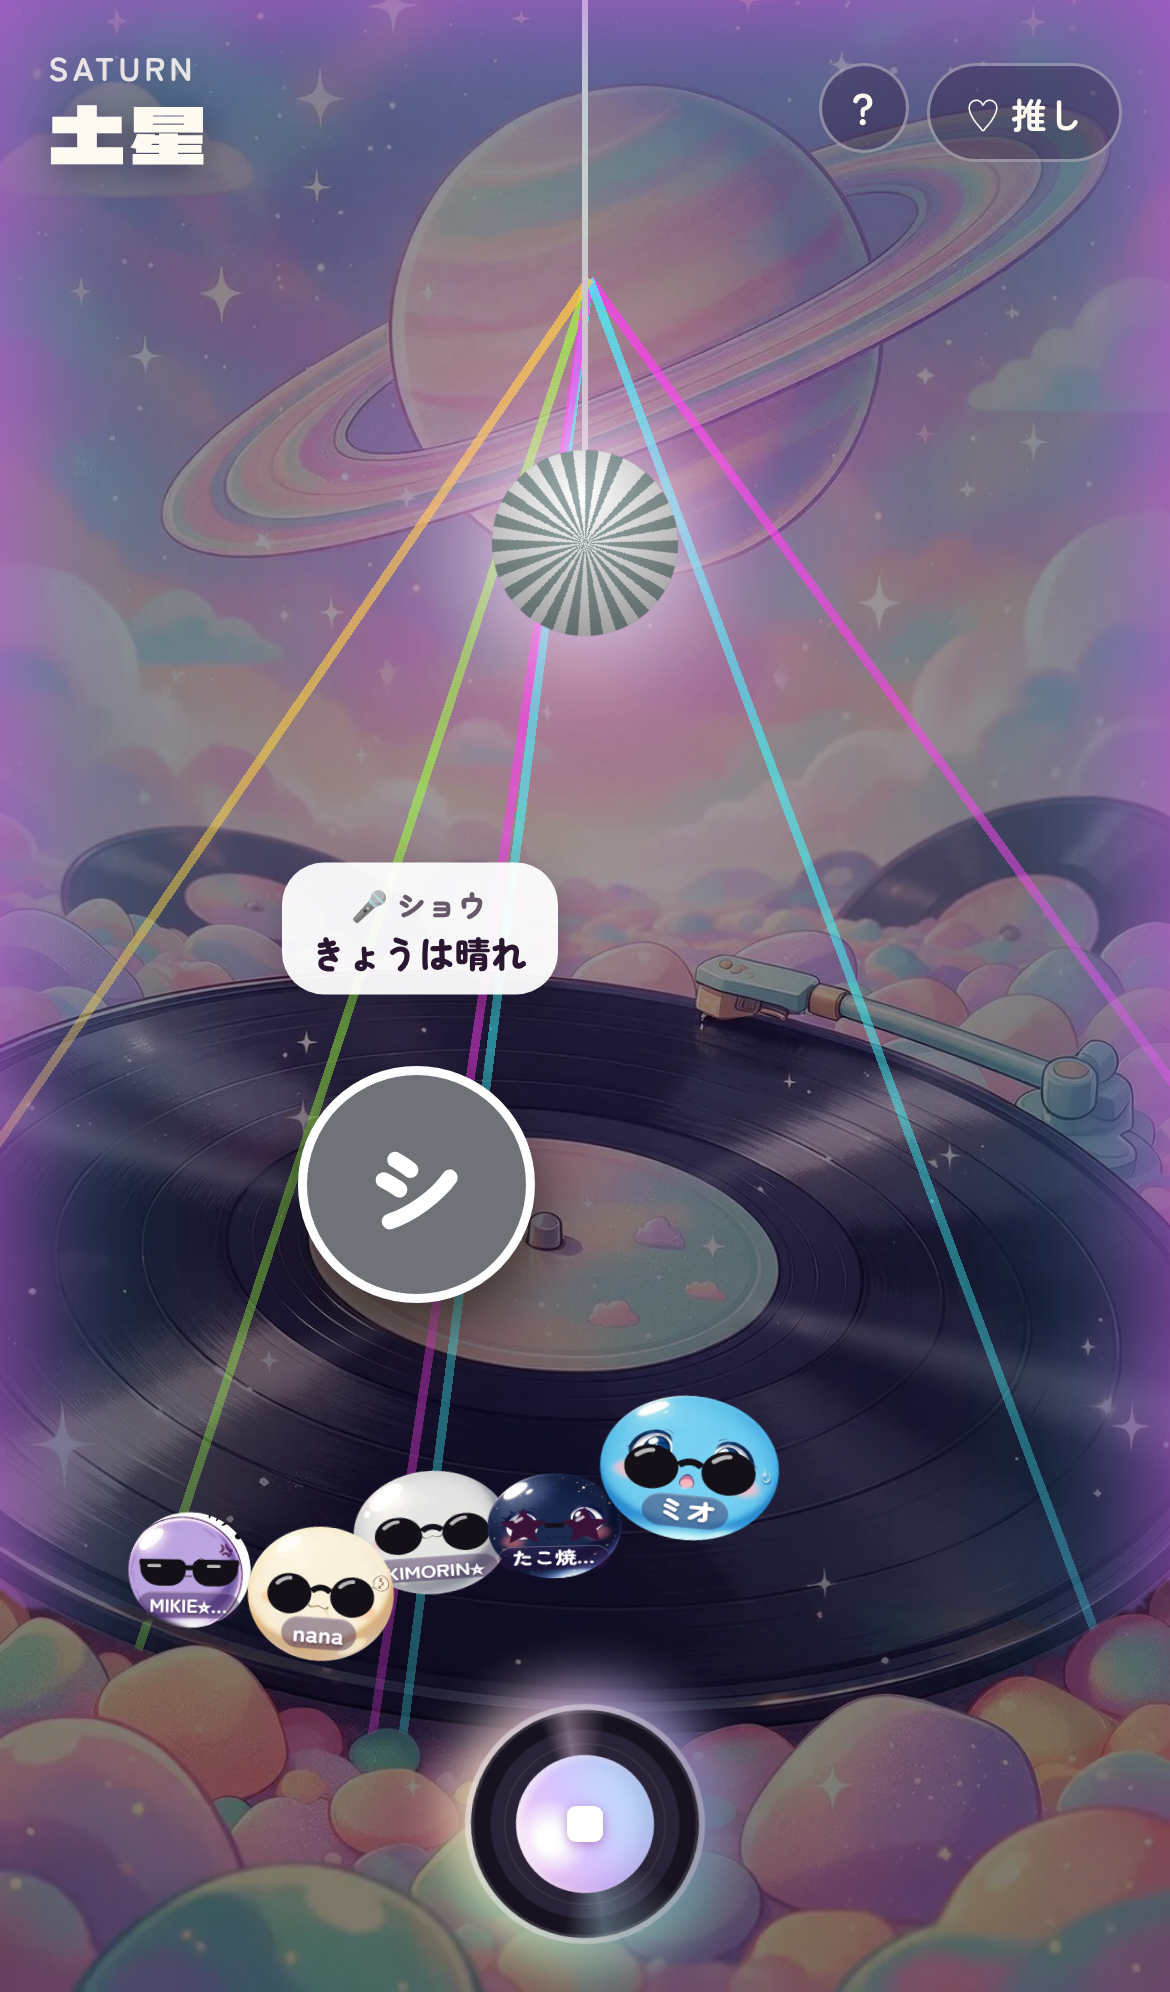 SATURN
土星
?
♡ 推し
🎤 ショウ
きょうは晴れ
シ
ミオ
たこ焼...
KIMORIN☆
MIKIE☆...
nana